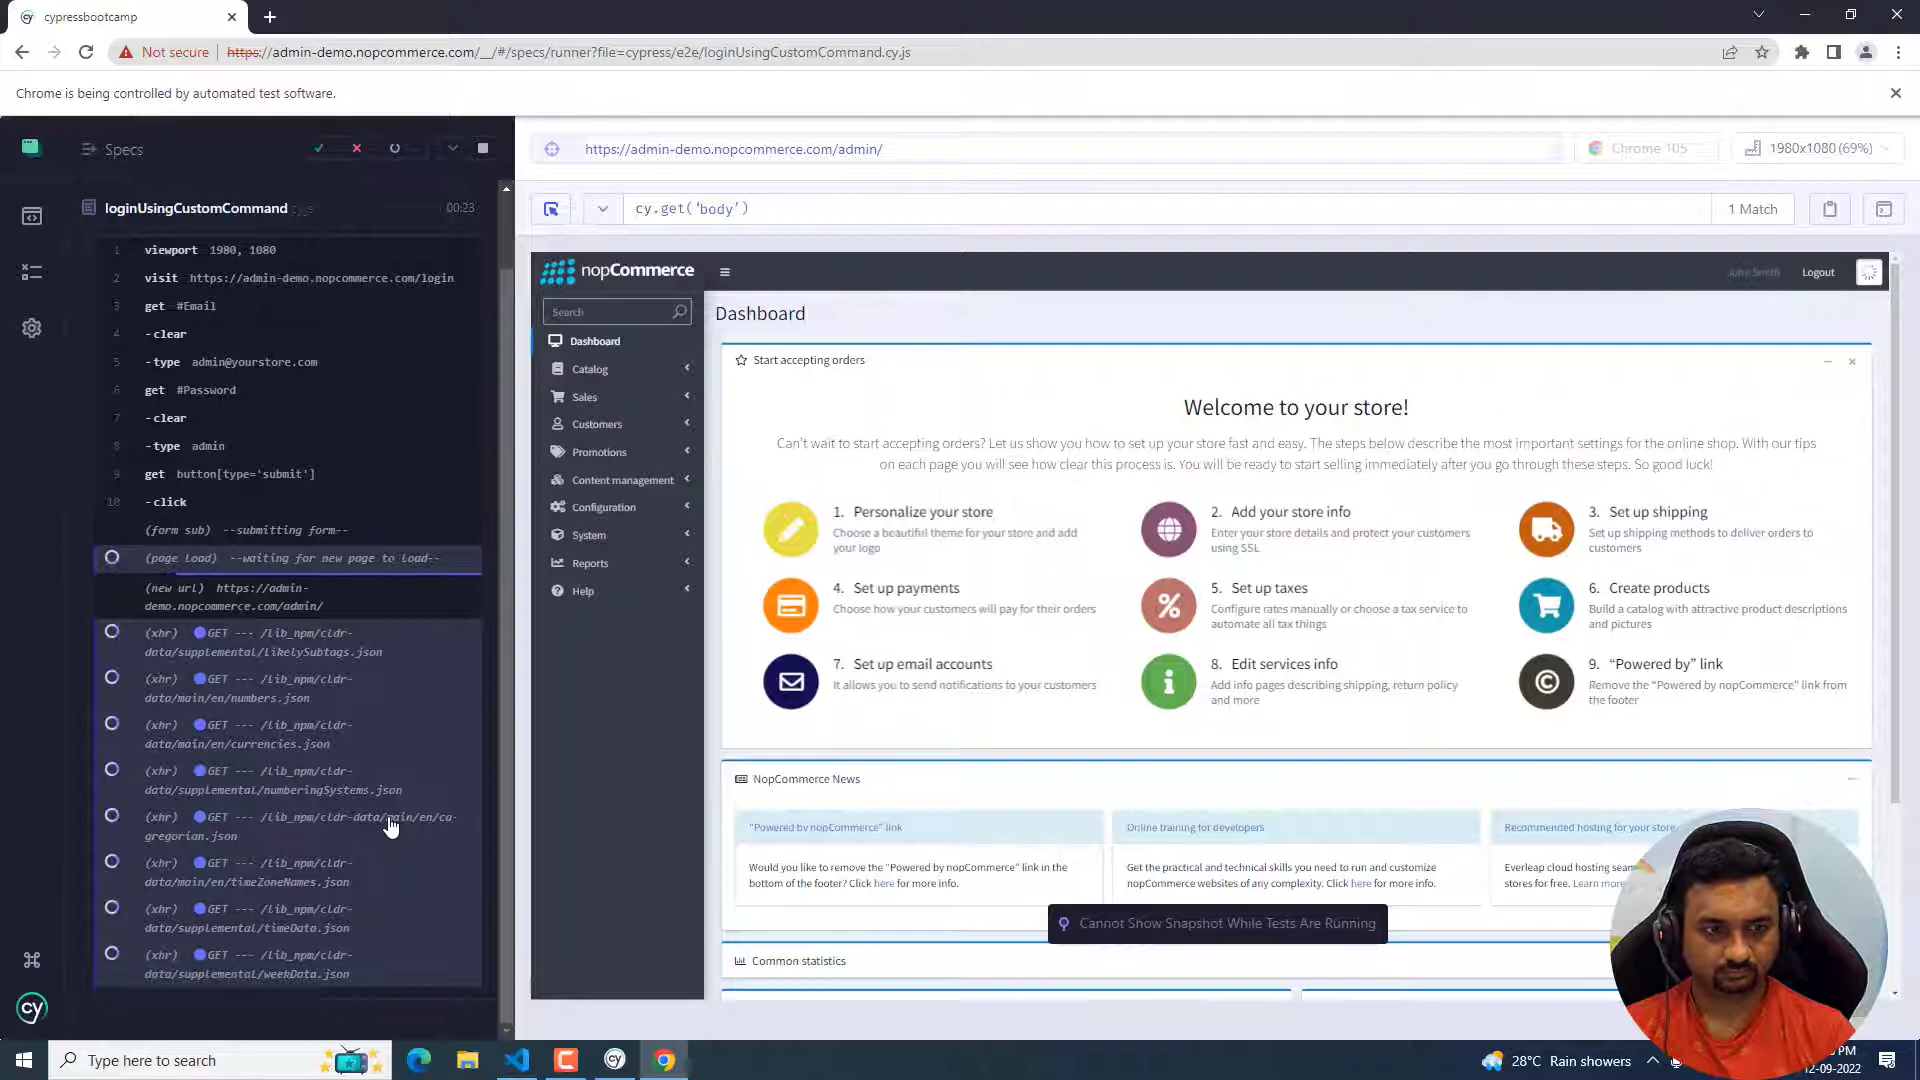 cypressbootcamp
Not secure
https://admin-demo.nopcommerce.com/__/#/specs/runner?file=cypress/e2e/loginUsingCustomCommand.cy.js
Chrome is being controlled by automated test software.
Specs
https://admin-demo.nopcommerce.com/admin/
Chrome 105
1980x1080 (69%)
loginUsingCustomCommand
00:23
cy.get('body')
1 Match
1 viewport 1980, 1080
2 visit https://admin-demo.nopcommerce.com/login
3 get #Email
4 -clear
5 -type admin@yourstore.com
6 get #Password
7 -clear
8 -type admin
9 get button[type='submit']
10 -click
(form sub) --submitting form--
(page load) --waiting for new page to load--
(new url) https://admin-
demo.nopcommerce.com/admin/
(xhr) GET --- /lib_npm/cldr-
data/supplemental/likelySubtags.json
(xhr) GET --- /lib_npm/cldr-
data/main/en/numbers.json
(xhr) GET --- /lib_npm/cldr-
data/main/en/currencies.json
(xhr) GET --- /lib_npm/cldr-
data/supplemental/numberingSystems.json
(xhr) GET --- /lib_npm/cldr-data/main/en/ca-
gregorian.json
(xhr) GET --- /lib_npm/cldr-
data/main/en/timeZoneNames.json
(xhr) GET --- /lib_npm/cldr-
data/supplemental/timeData.json
(xhr) GET --- /lib_npm/cldr-
data/supplemental/weekData.json
nopCommerce
John Smith
Logout
Search
Dashboard
Catalog
Sales
Customers
Promotions
Content management
Configuration
System
Reports
Help
Dashboard
Start accepting orders
Welcome to your store!
Can't wait to start accepting orders? Let us show you how to set up your store fast and easy. The steps below describe the most important settings for the online shop. With our tips
on each page you will see how clear this process is. You will be ready to start selling immediately after you go through these steps. So good luck!
1. Personalize your store
Choose a beautiful theme for your store and add
your logo
2. Add your store info
Enter your store details and protect your customers
using SSL
3. Set up shipping
Set up shipping methods to deliver orders to
customers
4. Set up payments
Choose how your customers will pay for their orders
5. Set up taxes
Configure rates manually or choose a tax service to
automate all tax things
6. Create products
Build a catalog with attractive product descriptions
and pictures
7. Set up email accounts
It allows you to send notifications to your customers
8. Edit services info
Add info pages describing shipping, return policy
and more
9. “Powered by” link
Remove the “Powered by nopCommerce” link from
the footer
NopCommerce News
"Powered by nopCommerce" link
Would you like to remove the "Powered by nopCommerce" link in the
bottom of the footer? Click here for more info.
Online training for developers
Get the practical and technical skills you need to run and customize
nopCommerce websites of any complexity. Click here for more info.
Recommended hosting for your store
Everleap cloud hosting
stores for free. Learn more
Cannot Show Snapshot While Tests Are Running
Common statistics
cy
Type here to search
28°C Rain showers
PM
12-09-2022